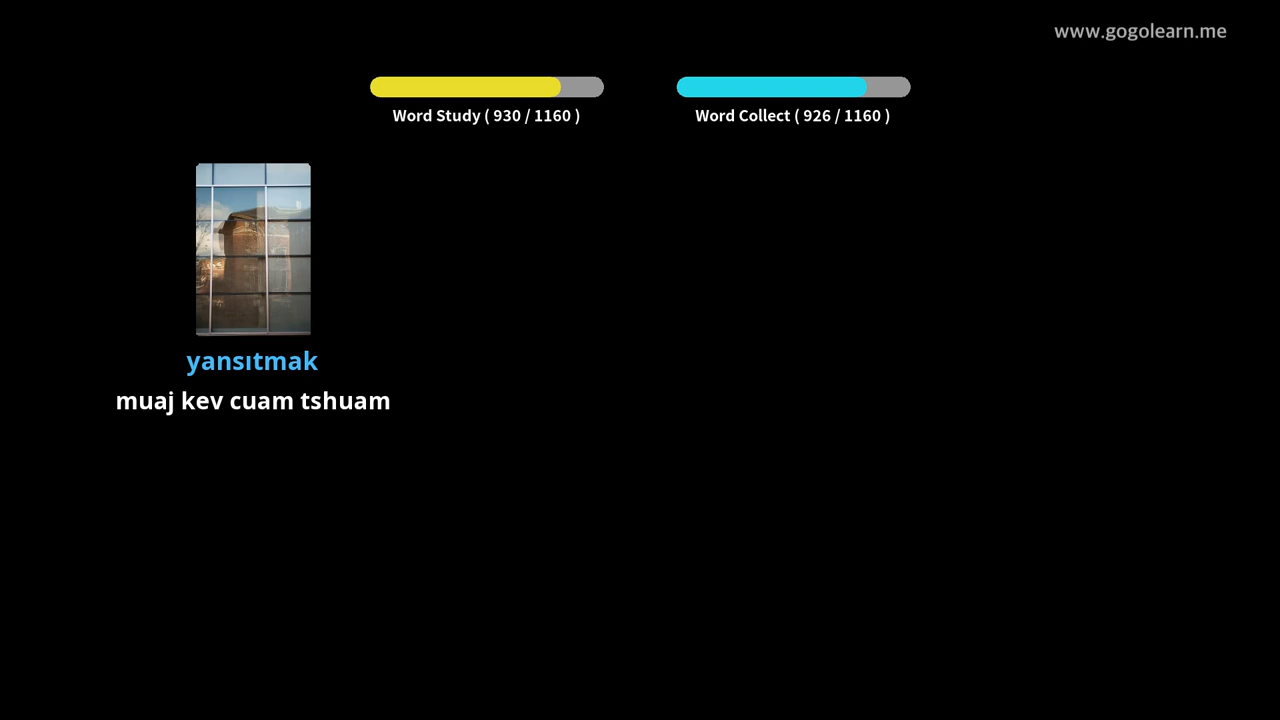 www.gogolearn.me
Word Study ( 930 / 1160 )
Word Collect ( 926 / 1160 )
yansıtmak
muaj kev cuam tshuam